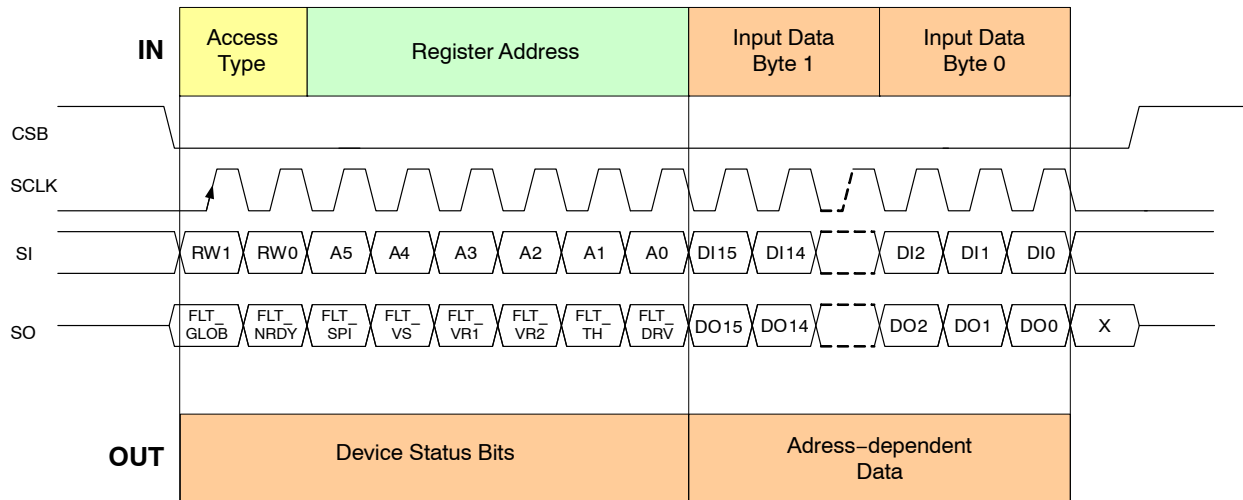 IN
Access
Type
Register Address
Input Data
Byte 1
Input Data
Byte 0
CSB
SCLK
SI
RW1 RW0 A5 A4 A3 A2 A1 A0 DI15 DI14 DI2 DI1 DI0
SO
FLT_
GLOB
FLT_
NRDY
FLT_
SPI
FLT_
VS
FLT_
VR1
FLT_
VR2
FLT_
TH
FLT_
DRV
DO15 DO14 DO2 DO1 DO0 X
OUT
Device Status Bits
Adress−dependent
Data